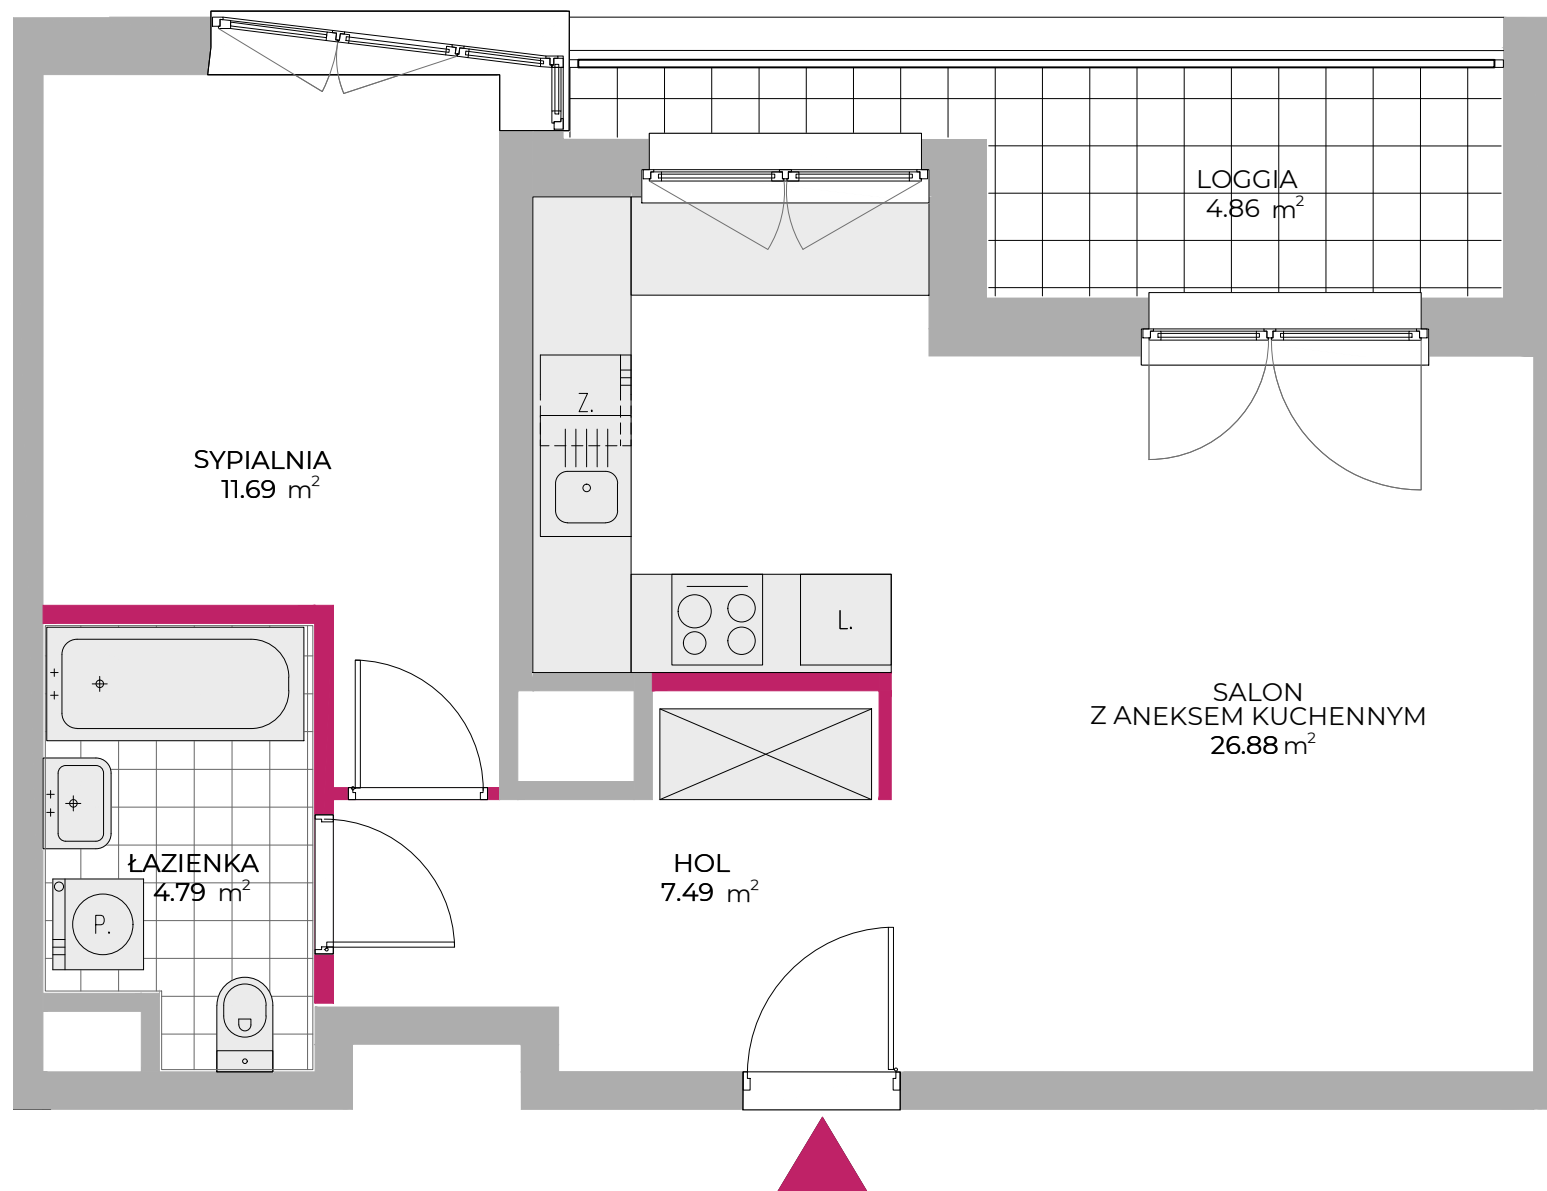 LOGGIA
4.86 m²
Z.
SYPIALNIA
11.69 m²
L.
SALON
Z ANEKSEM KUCHENNYM
26.88 m²
ŁAZIENKA
4.79 m²
HOL
7.49 m²
P.